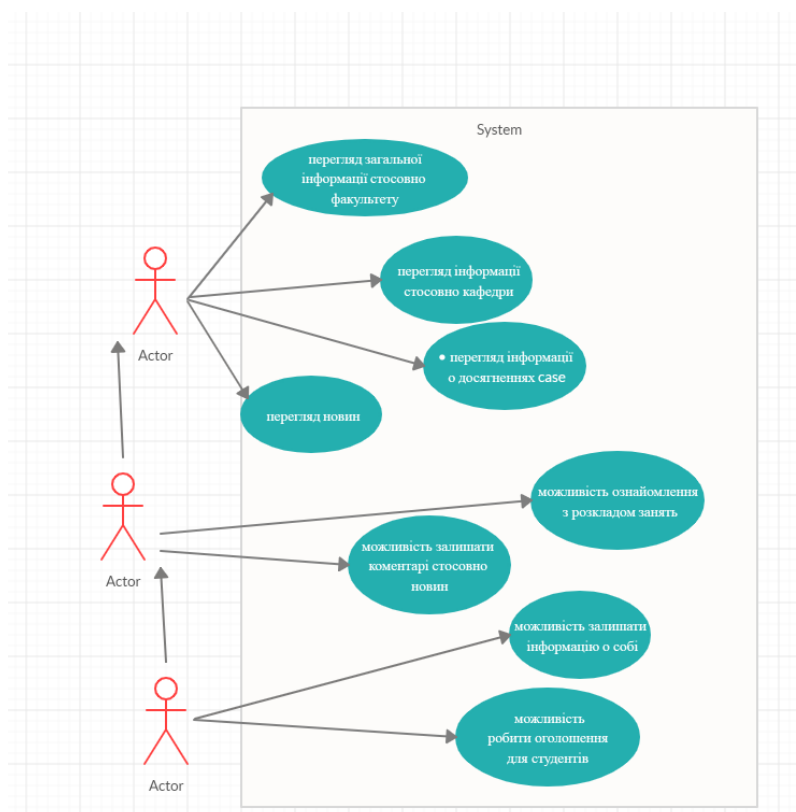 System
перегляд загальної
інформації стосовно
факультету
перегляд інформації
стосовно кафедри
Actor
• перегляд інформації
о досягненнях case
перегляд новин
можливість ознайомлення
з розкладом занять
можливість залишати
коментарі стосовно
новин
Actor
можливість залишати
інформацію о собі
можливість
робити оголошення
для студентів
Actor